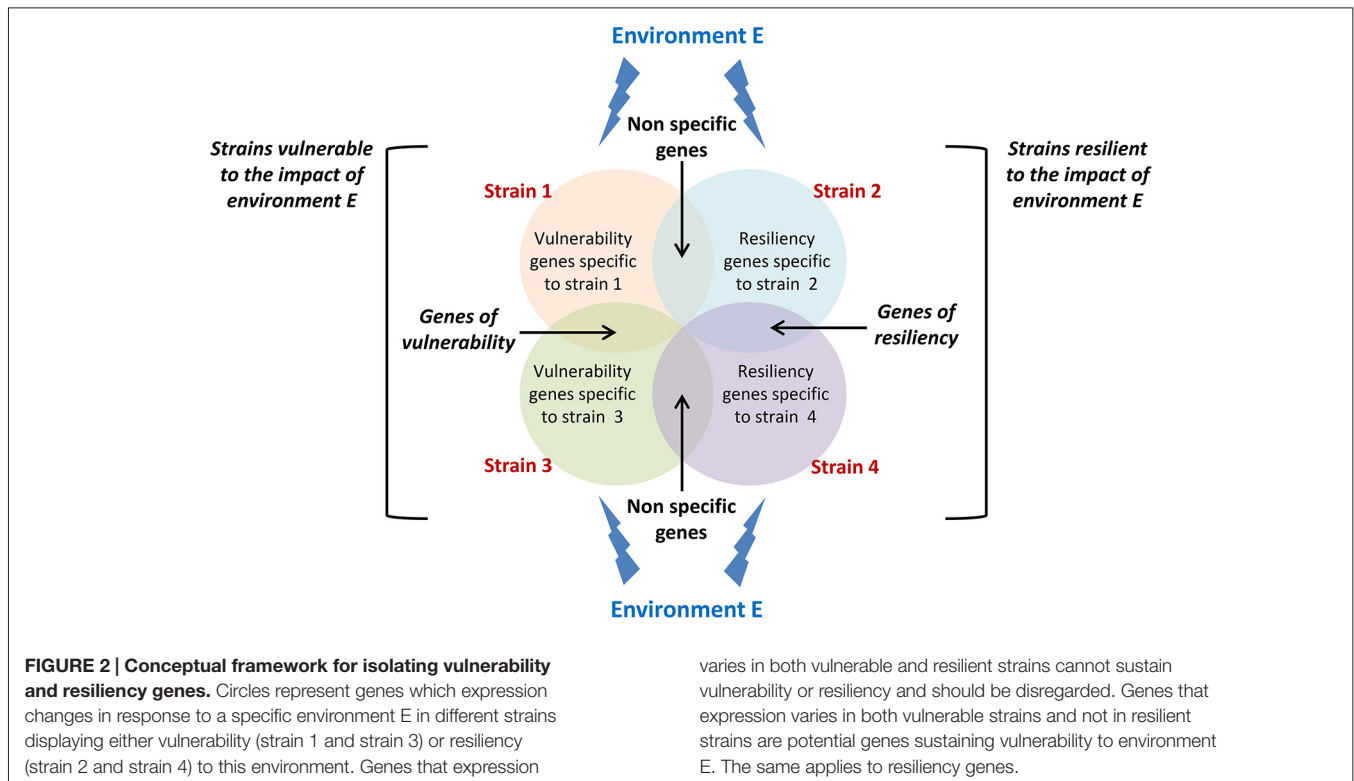 Environment E
Non specific
genes
Strains vulnerable
to the impact of
environment E
Strains resilient
to the impact of
environment E
Strain 1
Strain 2
Vulnerability
genes specific
to strain 1
Resiliency
genes specific
to strain 2
Genes of
vulnerability
Genes of
resiliency
Vulnerability
genes specific
to strain 3
Resiliency
genes specific
to strain 4
Strain 3
Strain 4
Non specific
genes
Environment E
FIGURE 2 | Conceptual framework for isolating vulnerability
and resiliency genes. Circles represent genes which expression
changes in response to a specific environment E in different strains
displaying either vulnerability (strain 1 and strain 3) or resiliency
(strain 2 and strain 4) to this environment. Genes that expression
varies in both vulnerable and resilient strains cannot sustain
vulnerability or resiliency and should be disregarded. Genes that
expression varies in both vulnerable strains and not in resilient
strains are potential genes sustaining vulnerability to environment
E. The same applies to resiliency genes.